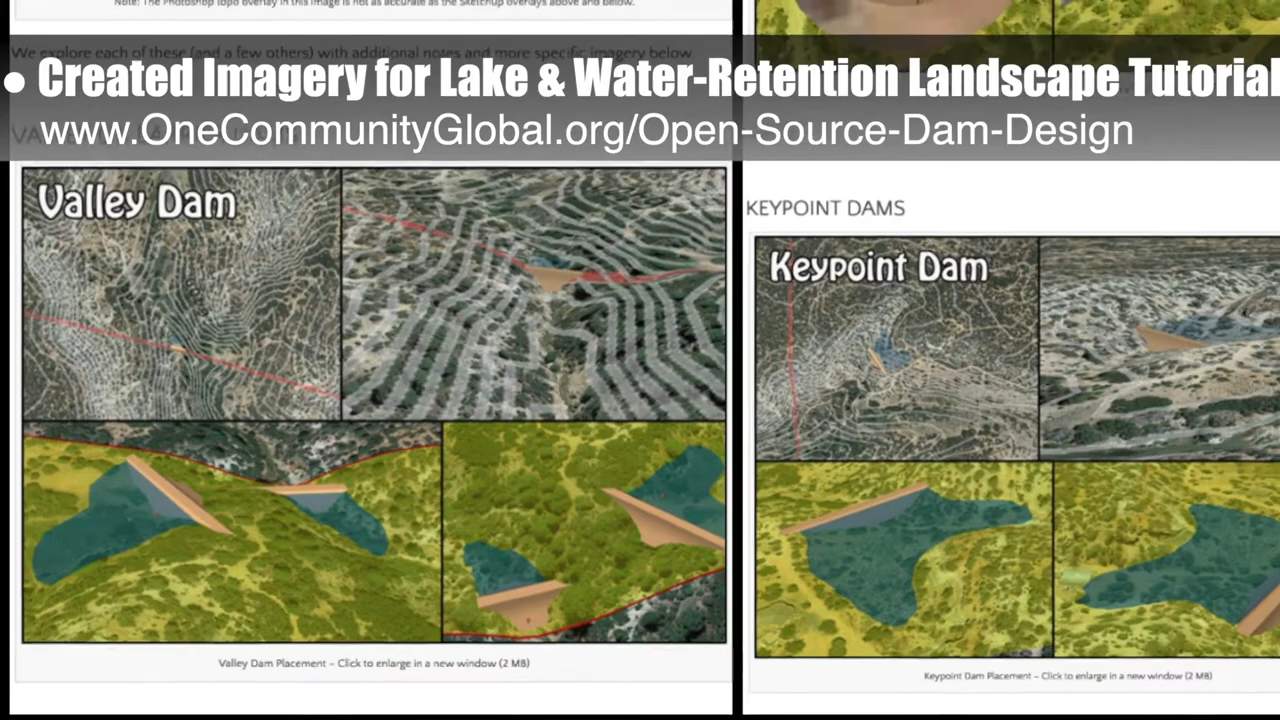 Note: The Photoshop topo overlay in this image is not as accurate as the Sketchup overlays above and below.
We explore each of these (and a few others) with additional notes and more specific imagery below
• Created Imagery for Lake & Water-Retention Landscape Tutorial
www.OneCommunityGlobal.org/Open-Source-Dam-Design
Valley Dam
Valley Dam Placement – Click to enlarge in a new window (2 MB)
KEYPOINT DAMS
Keypoint Dam
Keypoint Dam Placement – Click to enlarge in a new window (2 MB)